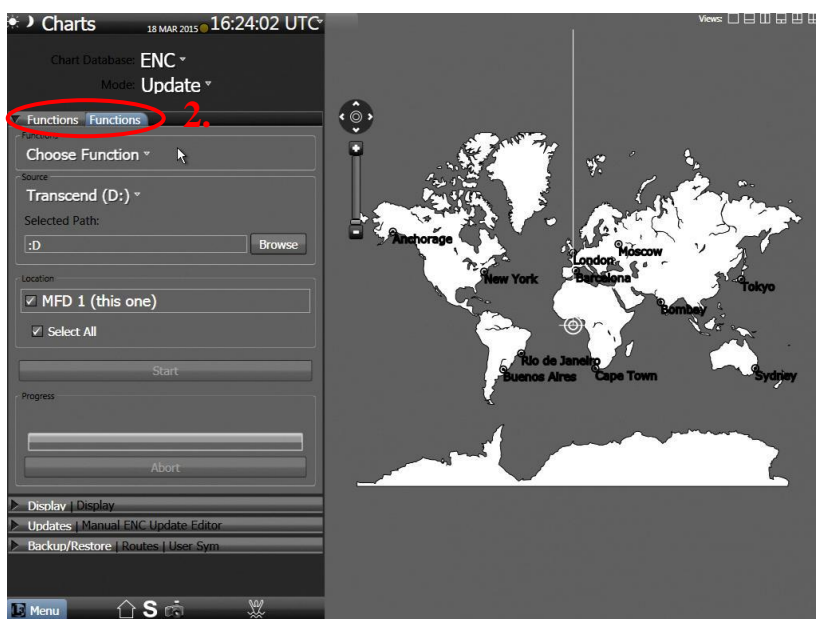 Charts 18 MAR 2015 16:24:02 UTC
Views:
Chart Database: ENC
Mode: Update
2.
Functions Functions
Functions
Choose Function
Source
Transcend (D:)
Selected Path:
:D Browse
Location
MFD 1 (this one)
Select All
Start
Progress
Abort
Display | Display
Updates | Manual ENC Update Editor
Backup/Restore | Routes | User Sym
Menu S
Anchorage
Moscow
London
New York
Barcelona
Tokyo
Bombay
Rio de Janeiro
Buenos Aires
Cape Town
Sydney